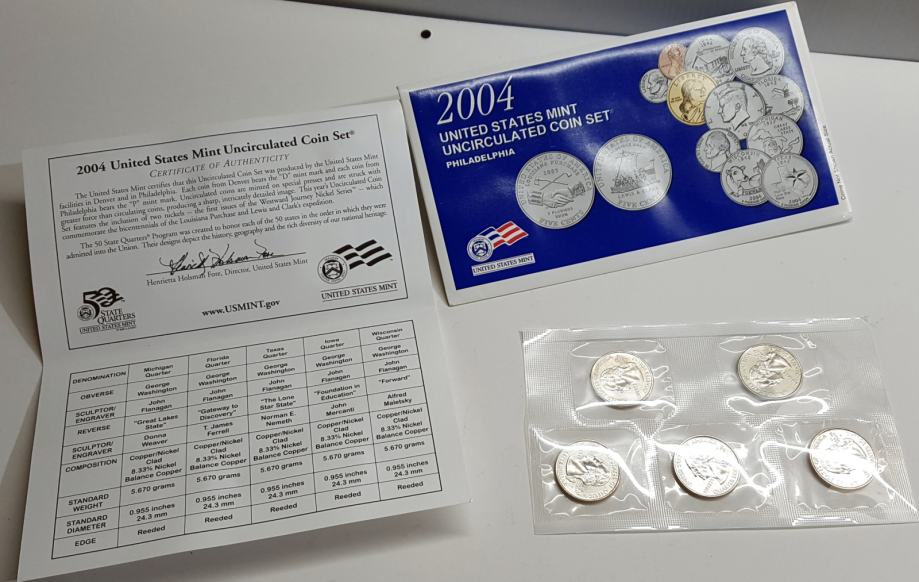 2004 United States Mint Uncirculated Coin Set®
CERTIFICATE OF AUTHENTICITY
The United States Mint certifies that this Uncirculated Coin Set was produced by the United States Mint
facilities in Denver and in Philadelphia. Each coin from Denver bears the "D" mint mark and each coin from
Philadelphia bears the "P" mint mark. Uncirculated coins are minted on special presses and are struck with
greater force than circulating coins, producing a sharp, intricately detailed image. This year's Uncirculated Coin
Set features the inclusion of two nickels -- the first issues of the Westward Journey Nickel Series™ -- which
commemorate the bicentennials of the Louisiana Purchase and Lewis and Clark's expedition.
The 50 State Quarters® Program was created to honor each of the 50 states in the order in which they were
admitted into the Union. Their designs depict the history, geography and the rich diversity of our national heritage.
Henrietta Holsman Fore, Director, United States Mint
50
STATE
QUARTERS
UNITED STATES MINT
www.USMINT.gov
UNITED STATES MINT
DENOMINATION Michigan Quarter Florida Quarter Texas Quarter Iowa Quarter Wisconsin Quarter
OBVERSE George Washington George Washington George Washington George Washington George Washington
SCULPTOR/ENGRAVER John Flanagan John Flanagan John Flanagan John Flanagan John Flanagan
REVERSE "Great Lakes State" "Gateway to Discovery" "The Lone Star State" "Foundation in Education" "Forward"
SCULPTOR/ENGRAVER Donna Weaver T. James Ferrell Norman E. Nemeth John Mercanti Alfred Maletsky
COMPOSITION Copper/Nickel Clad 8.33% Nickel Balance Copper Copper/Nickel Clad 8.33% Nickel Balance Copper Copper/Nickel Clad 8.33% Nickel Balance Copper Copper/Nickel Clad 8.33% Nickel Balance Copper Copper/Nickel Clad 8.33% Nickel Balance Copper
STANDARD WEIGHT 5.670 grams 5.670 grams 5.670 grams 5.670 grams 5.670 grams
STANDARD DIAMETER 0.955 inches 24.3 mm 0.955 inches 24.3 mm 0.955 inches 24.3 mm 0.955 inches 24.3 mm 0.955 inches 24.3 mm
EDGE Reeded Reeded Reeded Reeded Reeded
2004
UNITED STATES MINT
UNCIRCULATED COIN SET®
PHILADELPHIA
UNITED STATES OF AMERICA
LOUISIANA PURCHASE
1803
E PLURIBUS
UNUM
FIVE CENTS
FIVE CENTS
UNITED STATES MINT